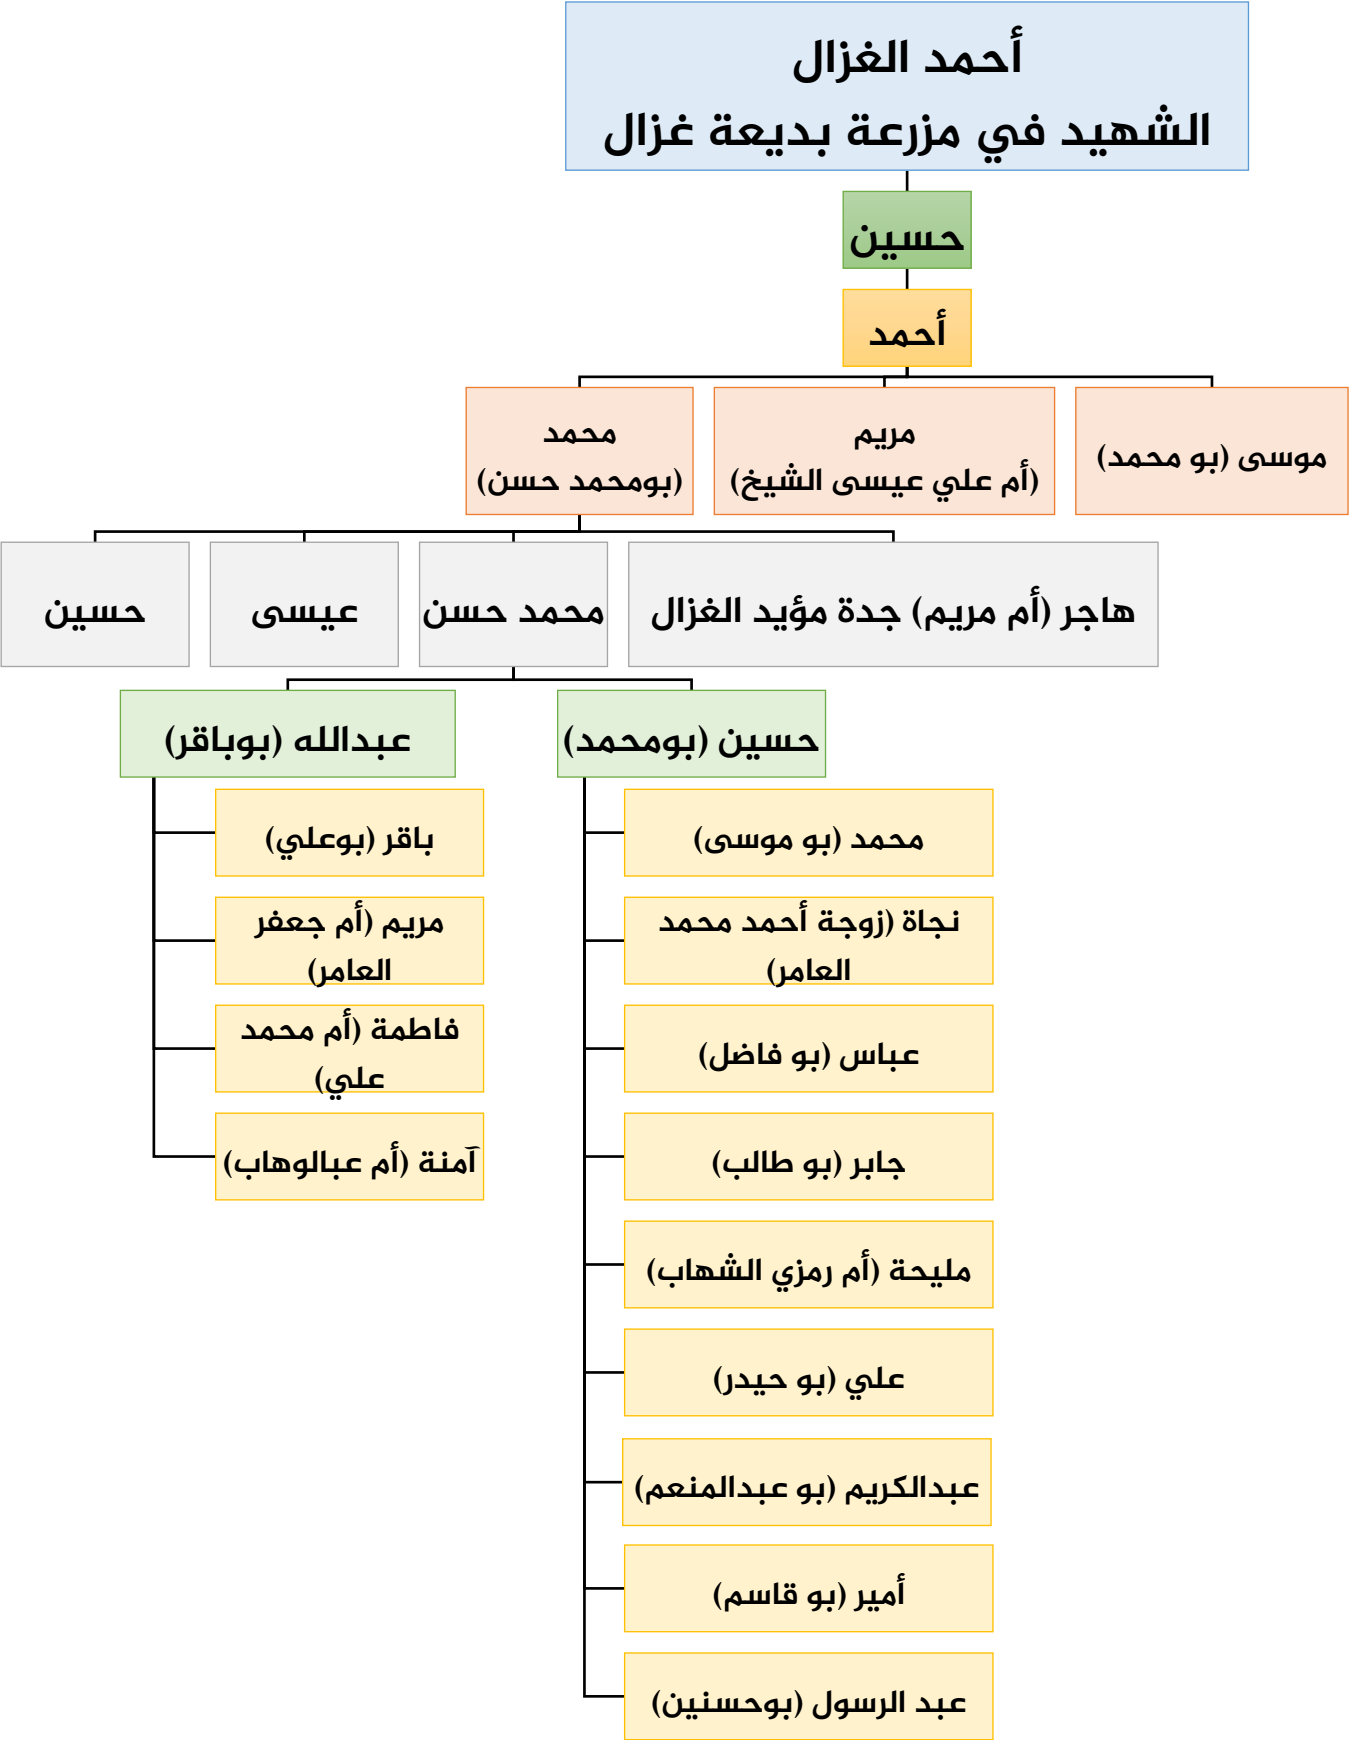 أحمد الغزال
الشهيد في مزرعة بديعة غزال
حسين
أحمد
موسى (بو محمد)
مريم
(أم علي عيسى الشيخ)
محمد
(بومحمد حسن)
هاجر (أم مريم) جدة مؤيد الغزال
محمد حسن
عيسى
حسين
حسين (بومحمد)
محمد (بو موسى)
نجاة (زوجة أحمد محمد
العامر)
عباس (بو فاضل)
جابر (بو طالب)
مليحة (أم رمزي الشهاب)
علي (بو حيدر)
عبدالكريم (بو عبدالمنعم)
أمير (بو قاسم)
عبد الرسول (بوحسنين)
عبدالله (بوباقر)
باقر (بوعلي)
مريم (أم جعفر
العامر)
فاطمة (أم محمد
علي)
آمنة (أم عبالوهاب)